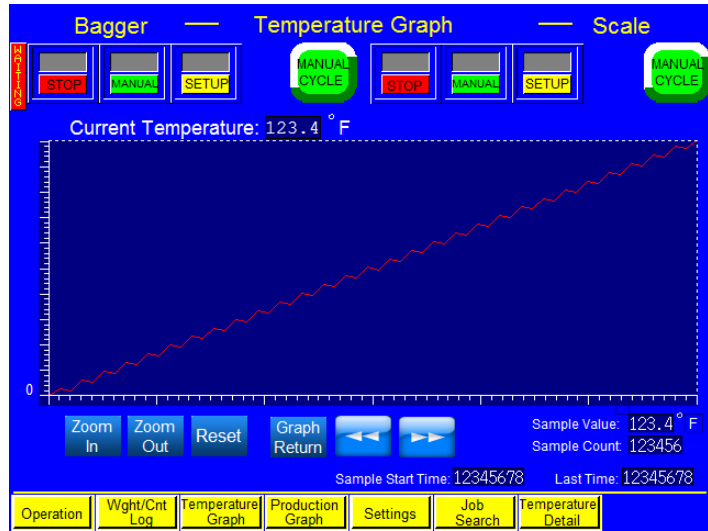 Bagger — Temperature Graph — Scale
WAITING
STOP MANUAL SETUP MANUAL CYCLE STOP MANUAL SETUP MANUAL CYCLE
Current Temperature: 123.4 °F
0
Zoom In Zoom Out Reset Graph Return
Sample Value: 123.4 °F
Sample Count: 123456
Sample Start Time: 12345678 Last Time: 12345678
Operation Wght/Cnt Log Temperature Graph Production Graph Settings Job Search Temperature Detail